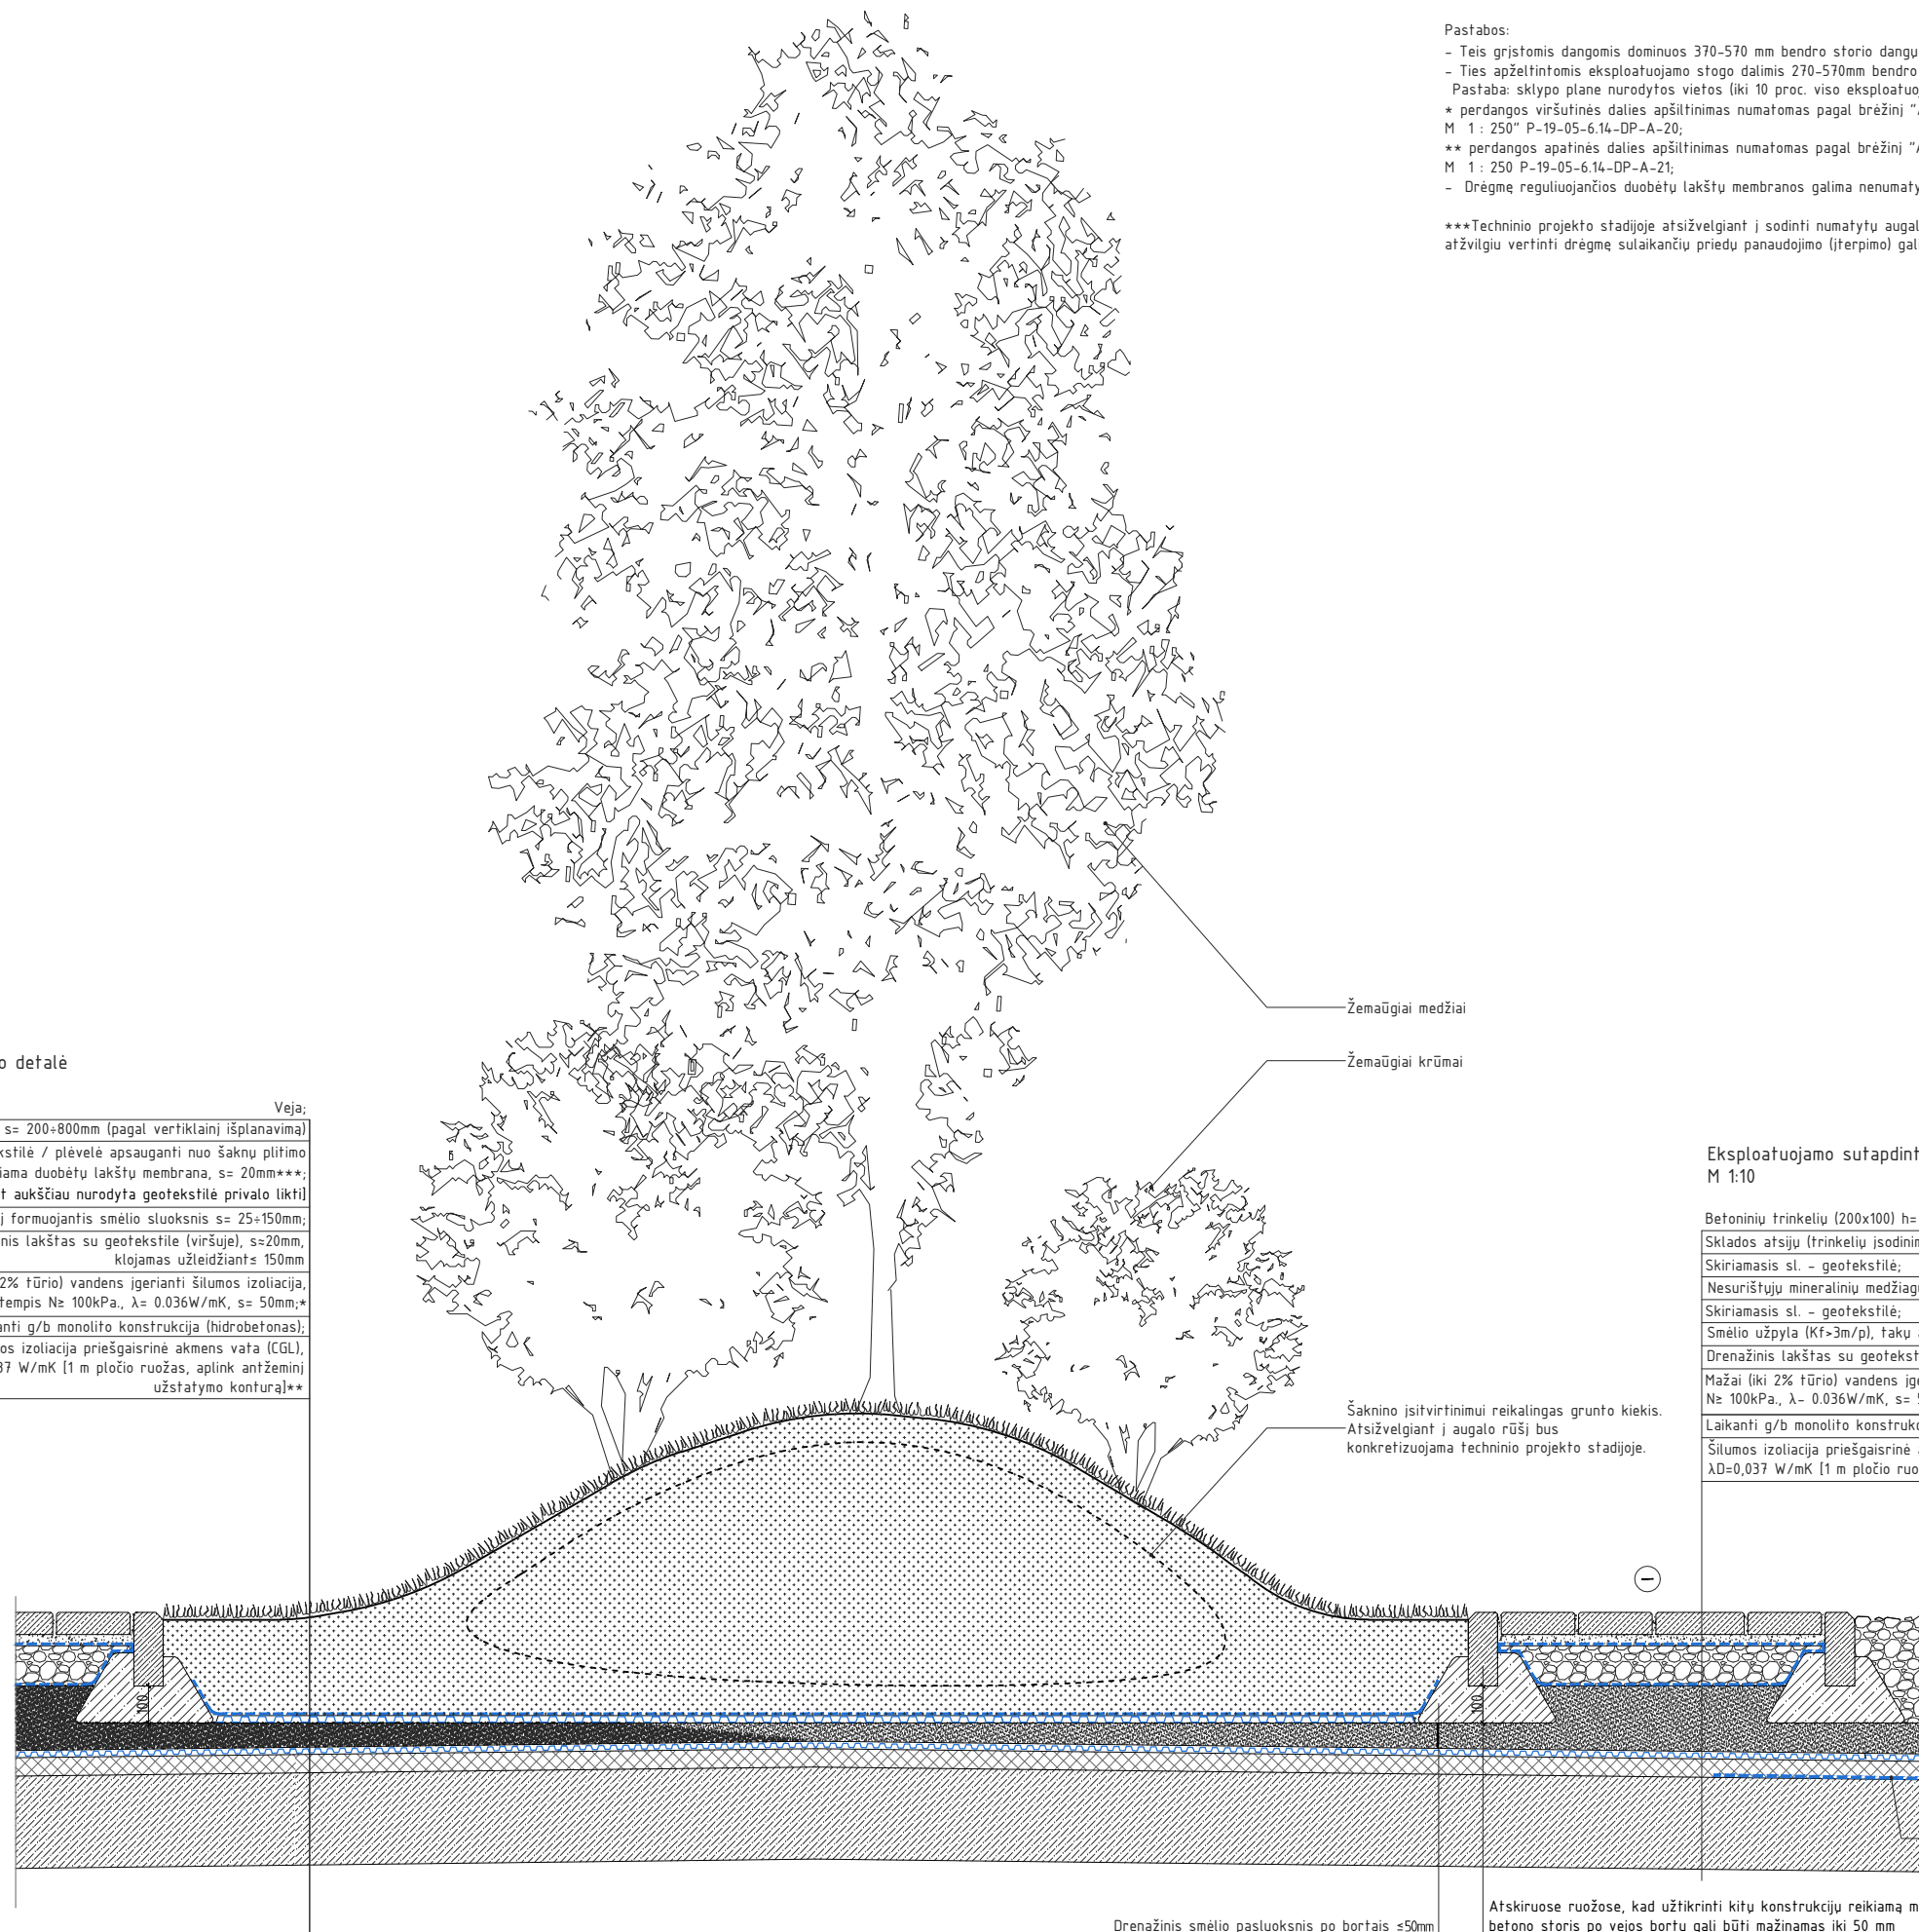 Pastabos:
- Teis grįstomis dangomis dominuos 370-570 mm bendro storio dangų
- Ties apželtintomis eksploatuojamo stogo dalimis 270-570mm bendro
Pastaba: sklypo plane nurodytos vietos (iki 10 proc. viso
* perdangos viršutinės dalies apšiltinimas numatomas pagal brėžinį "A
M 1 : 250" P-19-05-6.14-DP-A-20;
** perdangos apatinės dalies apšiltinimas numatomas pagal brėžinį "A
M 1 : 250 P-19-05-6.14-DP-A-21;
- Drėgmę reguliuojančios duobėtų lakštų membranos galima
***Techninio projekto stadijoje atsižvelgiant į sodinti numatytų
atžvilgiu vertinti drėgmę sulaikančių priedų panaudojimo (įterpimo)
Žemaūgiai medžiai
Žemaūgiai krūmai
o detalė
Veja;
s= 200÷800mm (pagal vertiklainį išplanavimą)
kstilė / plėvelė apsauganti nuo šaknų plitimo
iama duobėtų lakštų membrana, s= 20mm***;
t aukščiau nurodyta geotekstilė privalo likti]
į formuojantis smėlio sluoksnis s= 25÷150mm;
nis lakštas su geotekstile (viršuje), s≈20mm,
klojamas užleidžiant≤ 150mm
2% tūrio) vandens įgerianti šilumos izoliacija,
tempis N≥ 100kPa., λ= 0.036W/mK, s= 50mm;*
anti g/b monolito konstrukcija (hidrobetonas);
os izoliacija priešgaisrinė akmens vata (CGL),
37 W/mK [1 m pločio ruožas, aplink antžeminį
užstatymo konturą]**
Šaknino įsitvirtinimui reikalingas grunto kiekis.
Atsižvelgiant į augalo rūšį bus
konkretizuojama techninio projekto stadijoje.
Eksploatuojamo sutapdint
M 1:10
Betoninių trinkelių (200x100) h=
Sklados atsijų (trinkelių
Skiriamasis sl. - geotekstilė;
Nesurištųjų mineralinių
Skiriamasis sl. - geotekstilė;
Smėlio užpyla (Kf>3m/p), takų
Drenažinis lakštas su geotekst
Mažai (iki 2% tūrio) vandens įge
N≥ 100kPa., λ- 0.036W/mK, s=
Laikanti g/b monolito konstrukc
Šilumos izoliacija priešgaisrinė
λD=0,037 W/mK [1 m pločio ruo
I
100
100
Atskiruose ruožose, kad užtikrinti kitų konstrukcijų reikiamą m
betono storis po vejos bortu gali būti mažinamas iki 50 mm
Drenažinis smėlio pasluoksnis po bortais ≤50mm